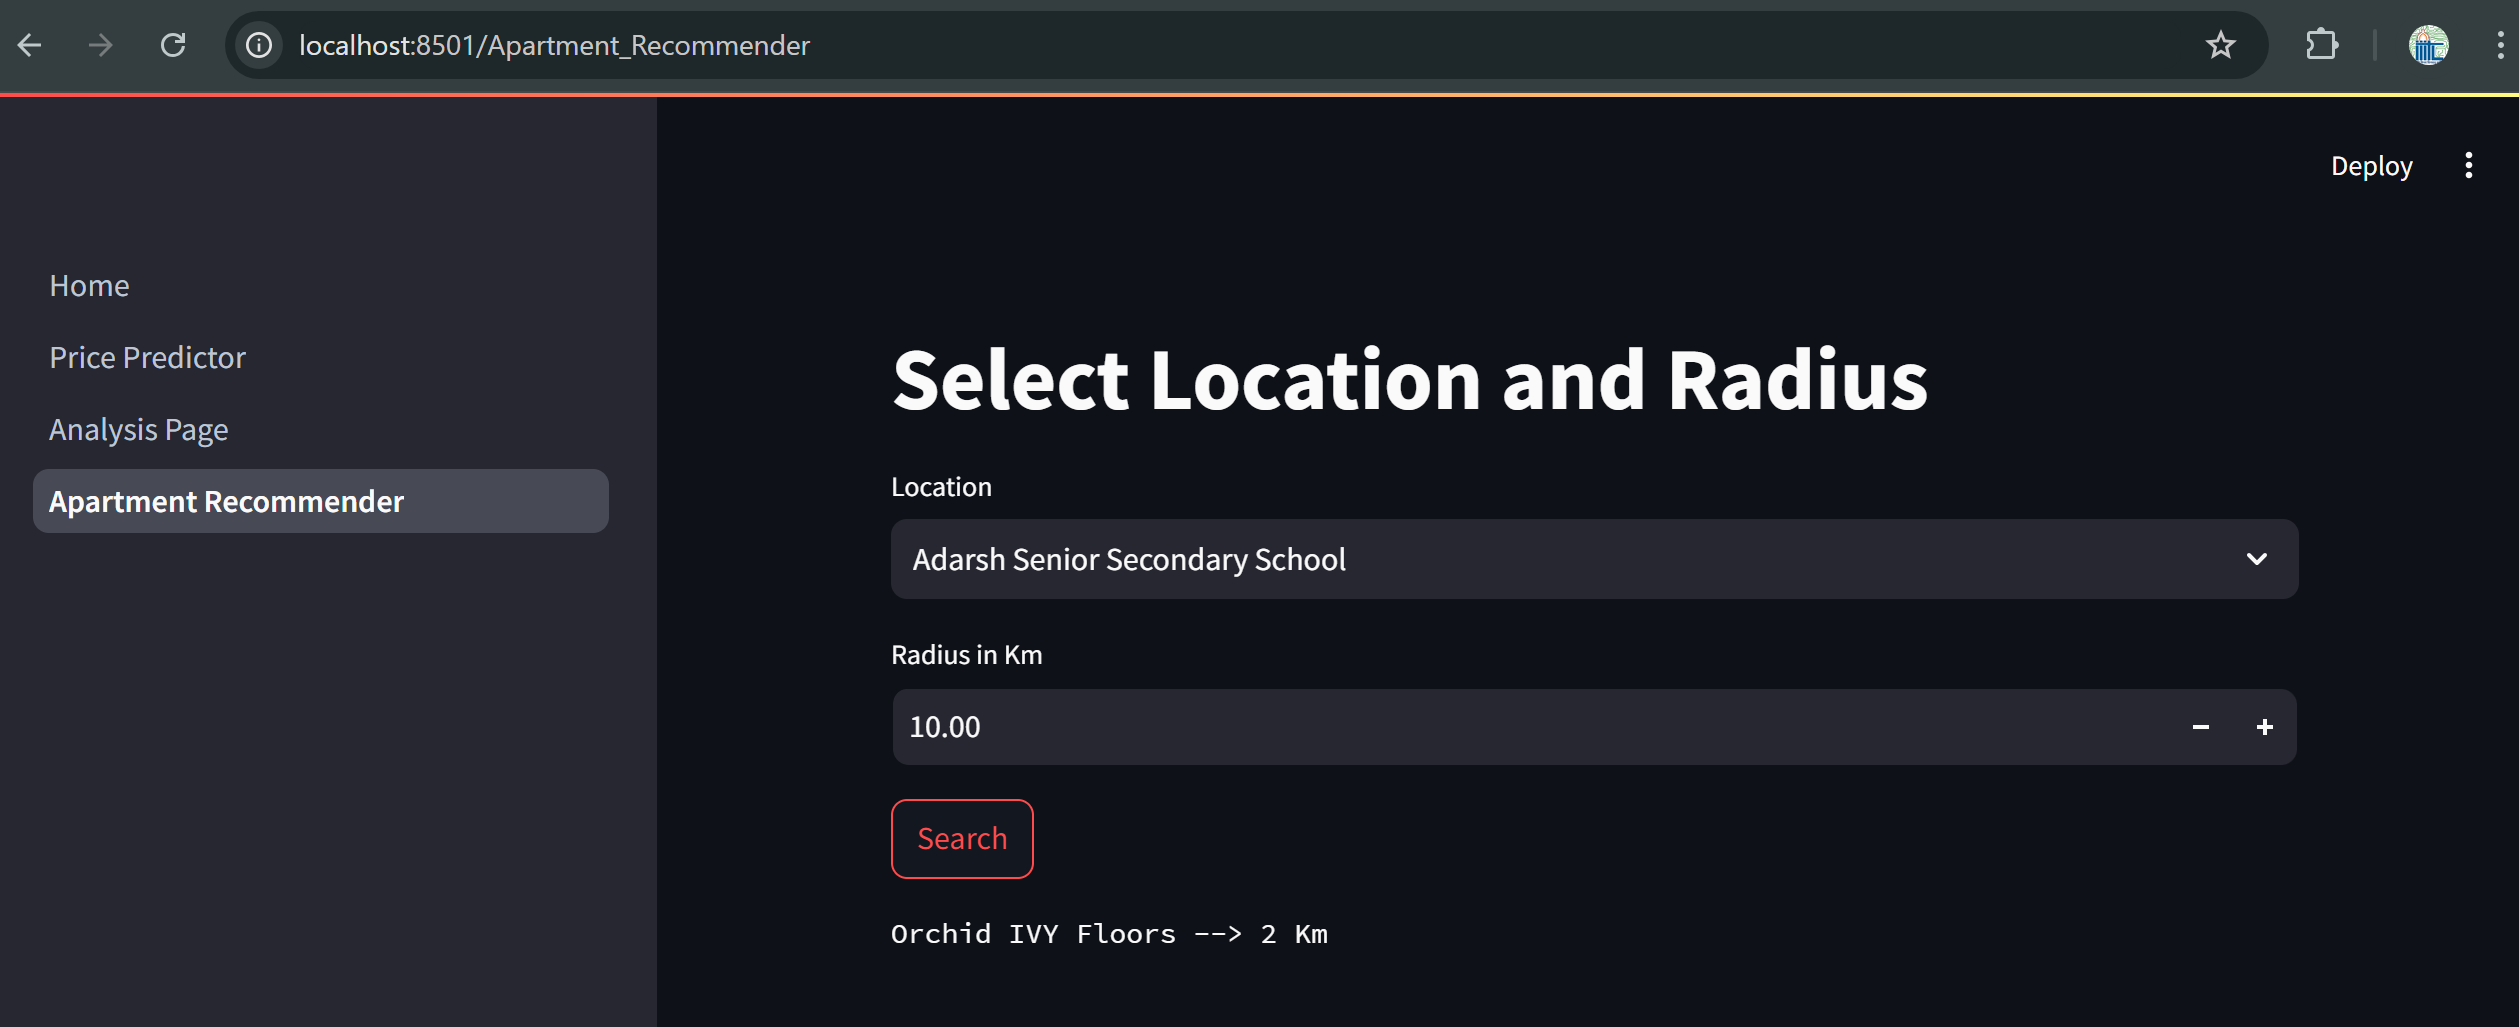 localhost:8501/Apartment_Recommender
Deploy
Home
Price Predictor
Analysis Page
Apartment Recommender
Select Location and Radius
Location
Adarsh Senior Secondary School
Radius in Km
10.00
Search
Orchid IVY Floors --> 2 Km